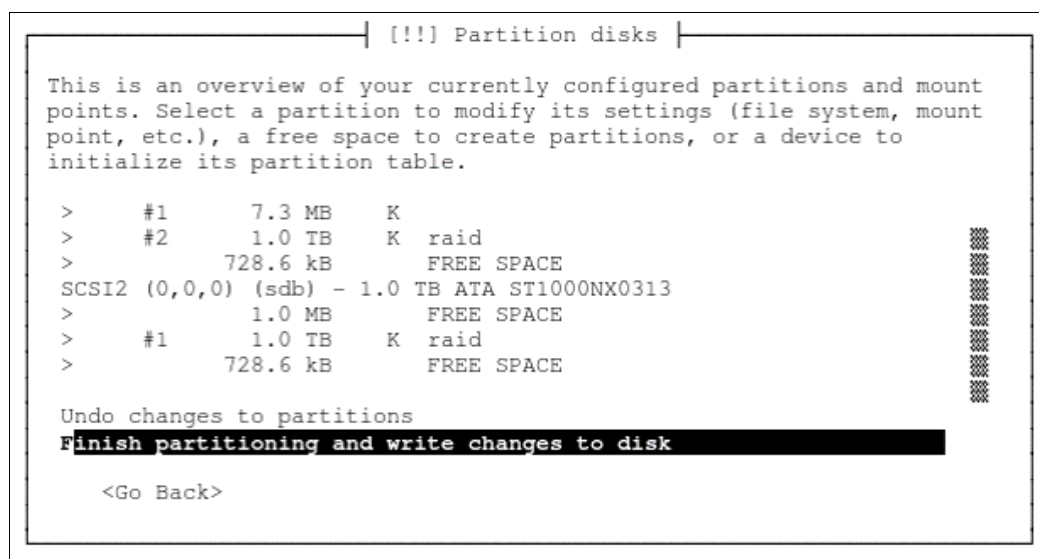 [!!] Partition disks
This is an overview of your currently configured partitions and mount
points. Select a partition to modify its settings (file system, mount
point, etc.), a free space to create partitions, or a device to
initialize its partition table.
> #1 7.3 MB K
> #2 1.0 TB K raid
> 728.6 kB FREE SPACE
SCSI2 (0,0,0) (sdb) - 1.0 TB ATA ST1000NX0313
> 1.0 MB FREE SPACE
> #1 1.0 TB K raid
> 728.6 kB FREE SPACE
Undo changes to partitions
Finish partitioning and write changes to disk
<Go Back>